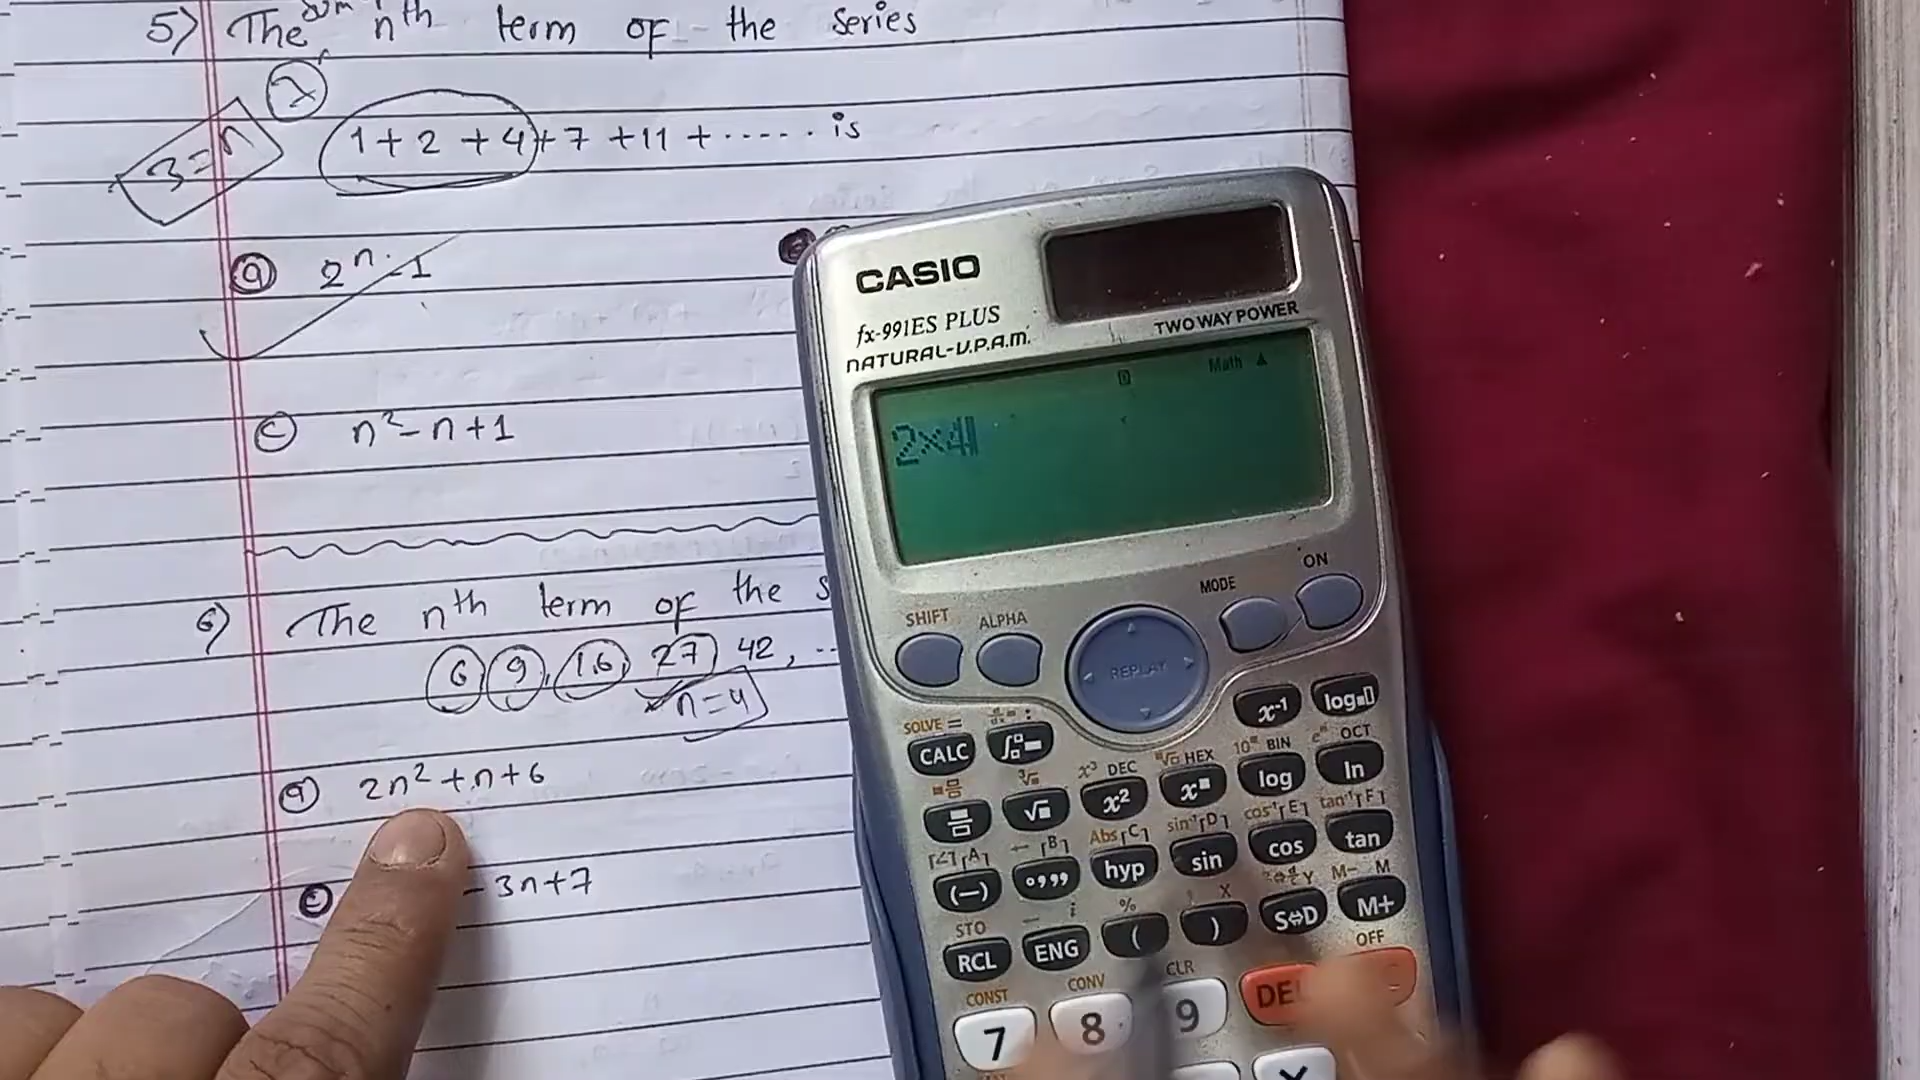 5) The sum nth term of the series
3=n
1 + 2 + 4 + 7 + 11 + ..... is
a 2ⁿ - 1
c n² - n + 1
6) The nth term of the s
6, 9, 16, 27, 42, ..
n=4
a 2n² + n + 6
- 3n + 7
CASIO
fx-991ES PLUS
NATURAL-V.P.A.M.
TWO WAY POWER
Math ▲
2×4
SHIFT ALPHA MODE ON
REPLAY
SOLVE =
CALC x⁻¹ log
x³ DEC HEX 10 BIN e OCT
√ x² x log ln
Abs C sin⁻¹ D cos⁻¹ E tan⁻¹ F
A B
(−) °,,, hyp sin cos tan
STO i % X Y M- M
RCL ENG ( ) S⇔D M+
CONST CONV CLR OFF
7 8 9 DE
×